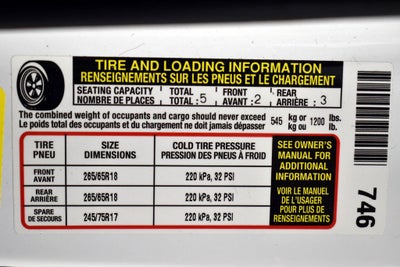 TIRE AND LOADING INFORMATION
RENSEIGNEMENTS SUR LES PNEUS ET LE CHARGEMENT
SEATING CAPACITY TOTAL FRONT REAR
NOMBRE DE PLACES TOTAL : 5 AVANT : 2 ARRIÈRE : 3
The combined weight of occupants and cargo should never exceed 545 kg or 1200 lbs.
Le poids total des occupants et du chargement ne doit jamais dépasser kg ou lb.
TIRE SIZE COLD TIRE PRESSURE
PNEU DIMENSIONS PRESSION DES PNEUS À FROID
FRONT
AVANT 265/65R18 220 kPa, 32 PSI
REAR
ARRIÈRE 265/65R18 220 kPa, 32 PSI
SPARE
DE SECOURS 245/75R17 220 kPa, 32 PSI
SEE OWNER'S
MANUAL FOR
ADDITIONAL
INFORMATION
VOIR LE MANUEL
DE L'USAGER
POUR PLUS DE
RENSEIGNEMENTS
746